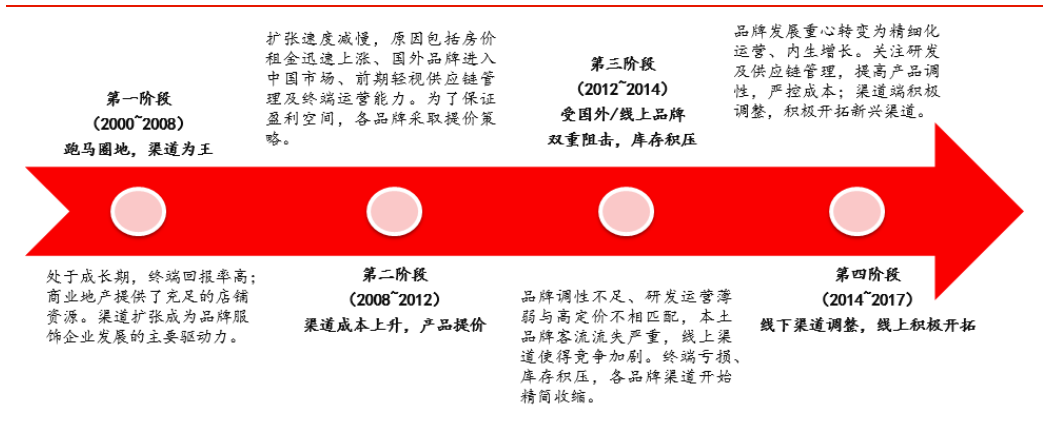 第一阶段
（2000~2008）
跑马圈地，渠道为王
处于成长期，终端回报率高；
商业地产提供了充足的店铺
资源。渠道扩张成为品牌服
饰企业发展的主要驱动力。
扩张速度减慢，原因包括房价
租金迅速上涨、国外品牌进入
中国市场、前期轻视供应链管
理及终端运营能力。为了保证
盈利空间，各品牌采取提价策
略。
第二阶段
（2008~2012）
渠道成本上升，产品提价
第三阶段
（2012~2014）
受国外/线上品牌
双重阻击，库存积压
品牌调性不足、研发运营薄
弱与高定价不相匹配，本土
品牌客流流失严重，线上渠
道使得竞争加剧。终端亏损、
库存积压，各品牌渠道开始
精简收缩。
品牌发展重心转变为精细化
运营、内生增长。关注研发
及供应链管理，提高产品调
性，严控成本；渠道端积极
调整，积极开拓新兴渠道。
第四阶段
（2014~2017）
线下渠道调整，线上积极开拓